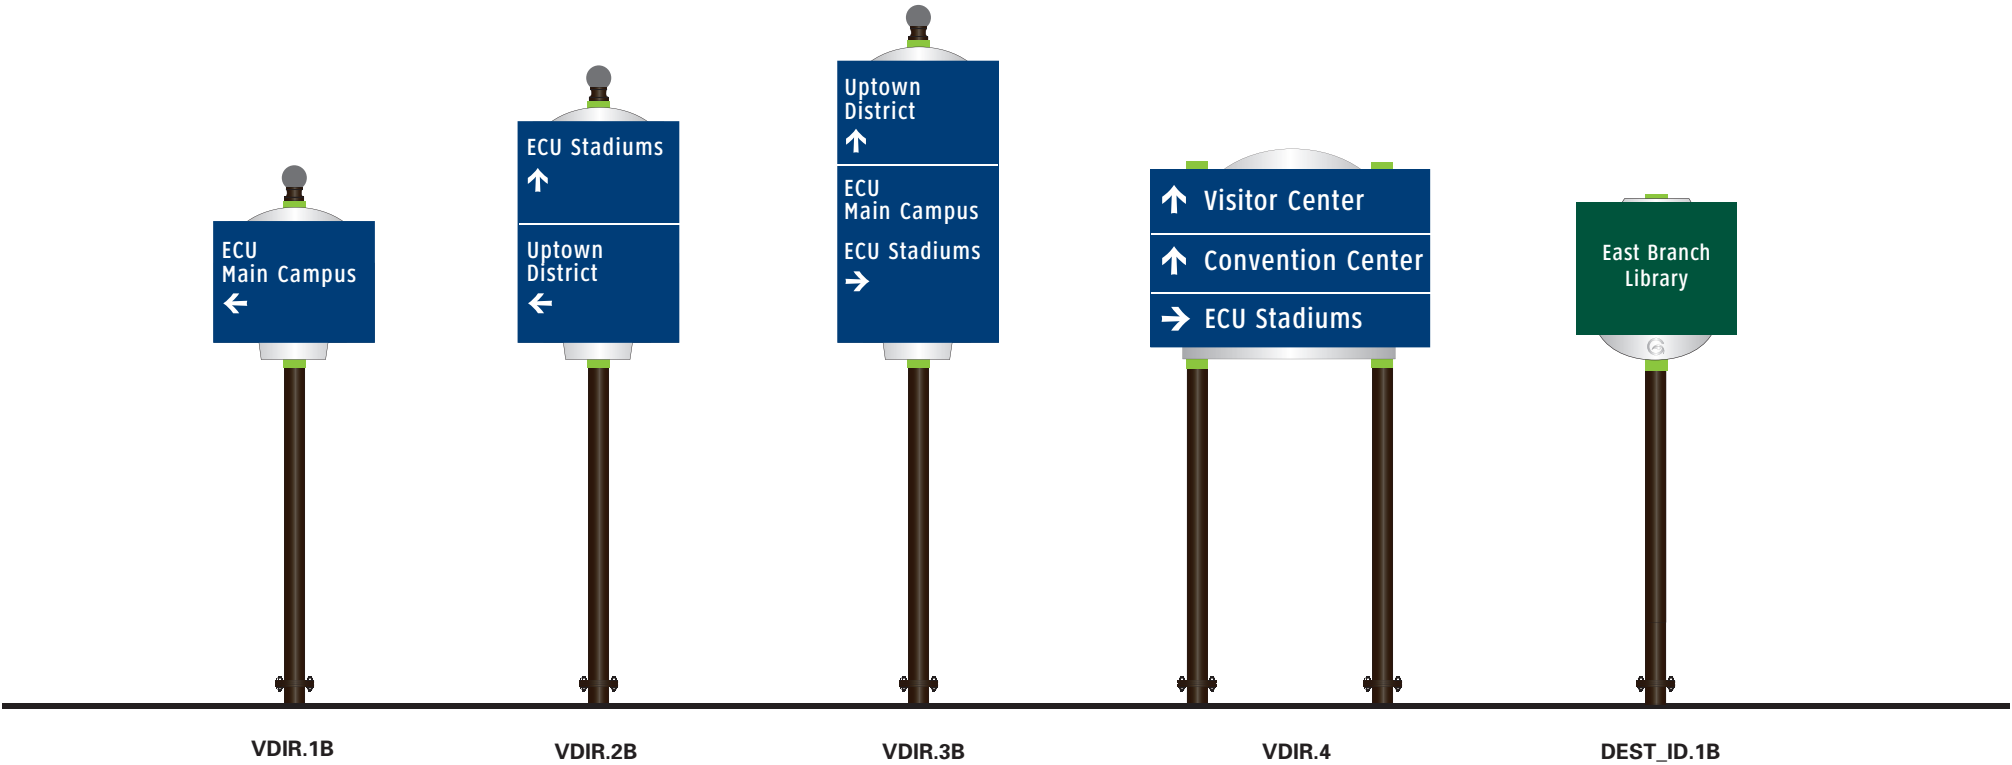 ECU
Main Campus
←
ECU Stadiums
↑
Uptown
District
←
Uptown
District
↑
ECU
Main Campus
ECU Stadiums
→
↑ Visitor Center
↑ Convention Center
→ ECU Stadiums
East Branch
Library
VDIR.1B
VDIR.2B
VDIR.3B
VDIR.4
DEST_ID.1B